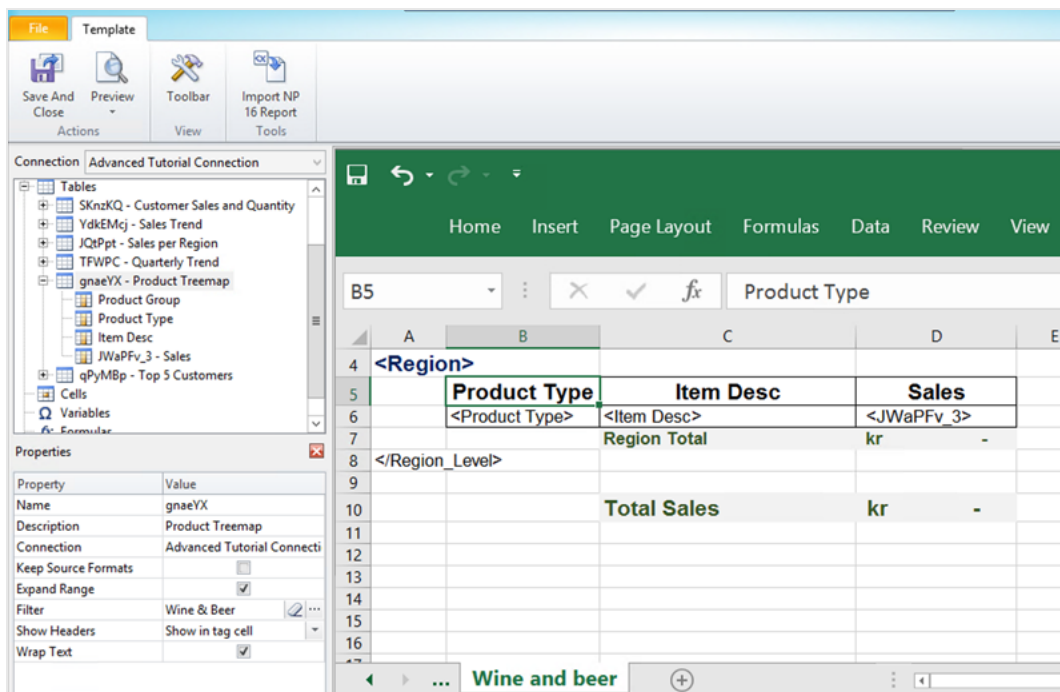 File Template
Save And Close
Preview
Toolbar
Import NP 16 Report
Actions View Tools
Connection Advanced Tutorial Connection
Tables
SKnzKQ - Customer Sales and Quantity
YdkEMcj - Sales Trend
JQtPpt - Sales per Region
TFWPC - Quarterly Trend
gnaeYX - Product Treemap
Product Group
Product Type
Item Desc
JWaPFv_3 - Sales
qPyMBp - Top 5 Customers
Cells
Ω Variables
fx Formulas
Properties
Property Value
Name gnaeYX
Description Product Treemap
Connection Advanced Tutorial Connecti
Keep Source Formats
Expand Range
Filter Wine & Beer ...
Show Headers Show in tag cell
Wrap Text
Home Insert Page Layout Formulas Data Review View
B5 fx Product Type
A B C D E
4 <Region>
5 Product Type Item Desc Sales
6 <Product Type> <Item Desc> <JWaPFv_3>
7 Region Total kr -
8 </Region_Level>
9
10 Total Sales kr -
11
12
13
14
15
16
17
... Wine and beer